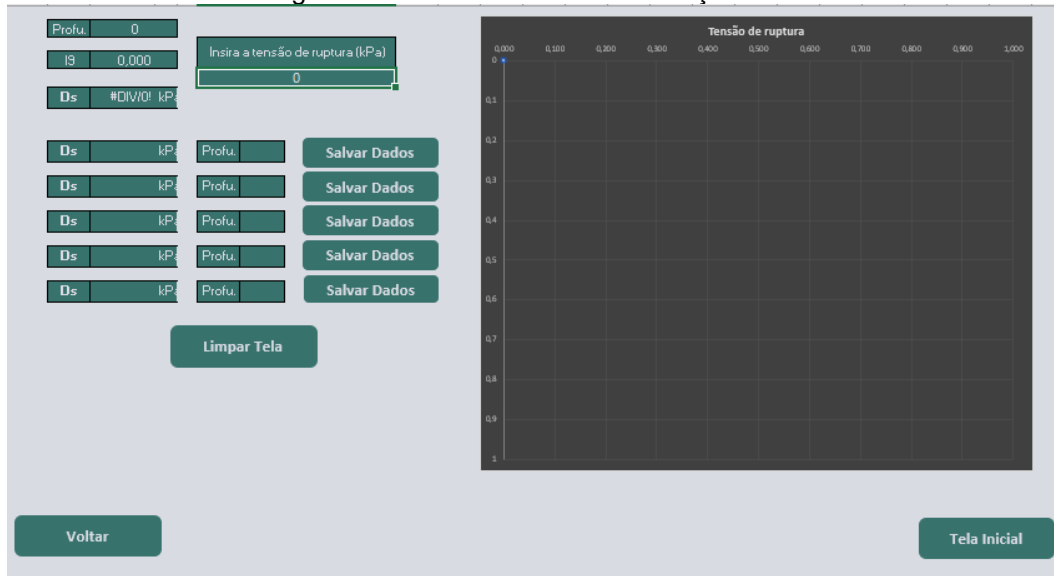 Profu. 0
I9 0,000
Ds #DIV/0! kPa
Insira a tensão de ruptura (kPa)
0
Ds kPa Profu. Salvar Dados
Ds kPa Profu. Salvar Dados
Ds kPa Profu. Salvar Dados
Ds kPa Profu. Salvar Dados
Ds kPa Profu. Salvar Dados
Limpar Tela
Voltar
Tensão de ruptura
0,000 0,100 0,200 0,300 0,400 0,500 0,600 0,700 0,800 0,900 1,000
0
0,1
0,2
0,3
0,4
0,5
0,6
0,7
0,8
0,9
1
Tela Inicial